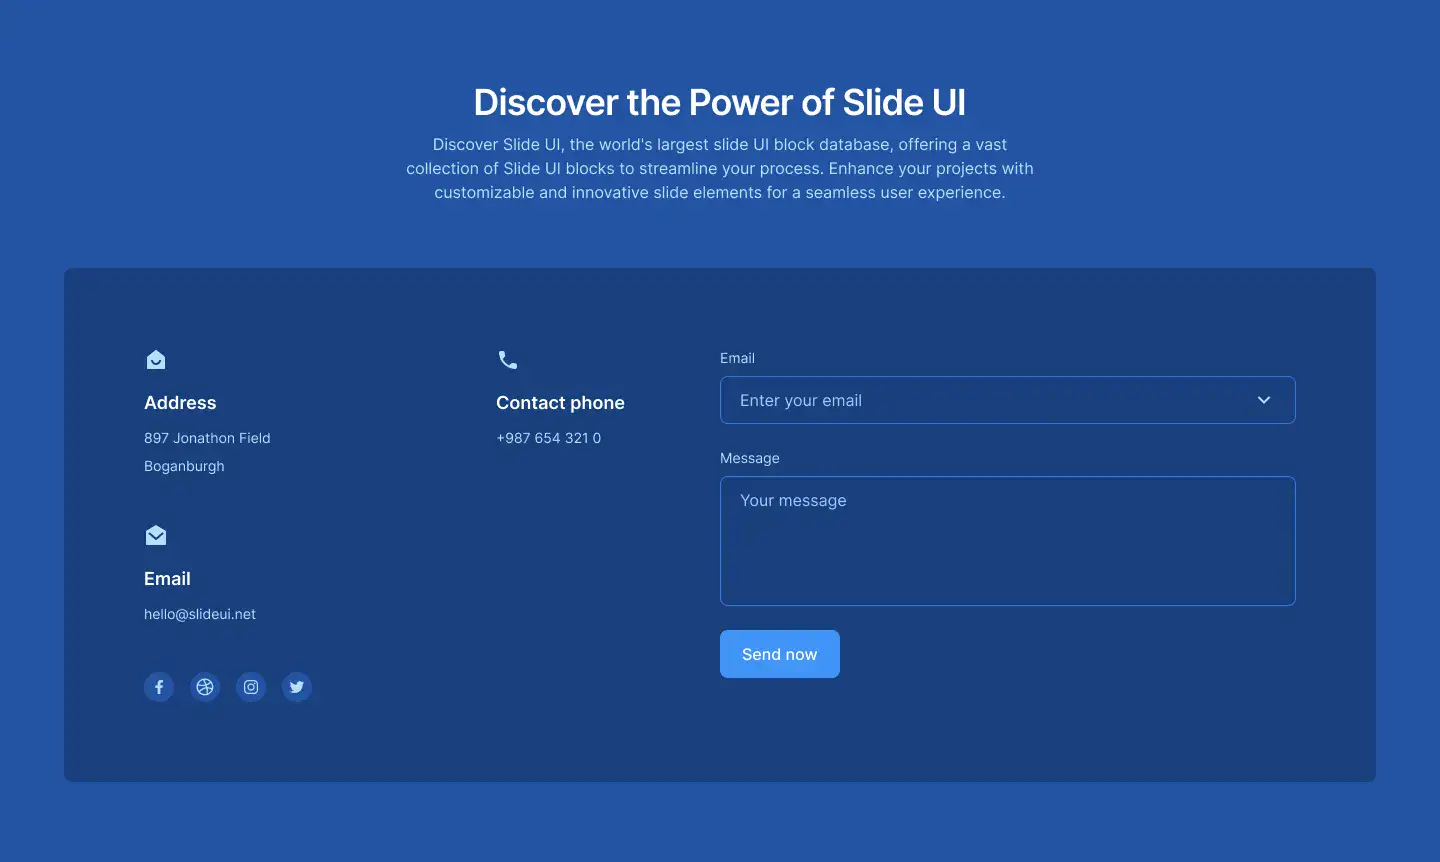 Discover the Power of Slide UI
Discover Slide UI, the world's largest slide UI block database, offering a vast
collection of Slide UI blocks to streamline your process. Enhance your projects with
customizable and innovative slide elements for a seamless user experience.
Address
897 Jonathon Field
Boganburgh
Contact phone
+987 654 321 0
Email
hello@slideui.net
Email
Enter your email
Message
Your message
Send now